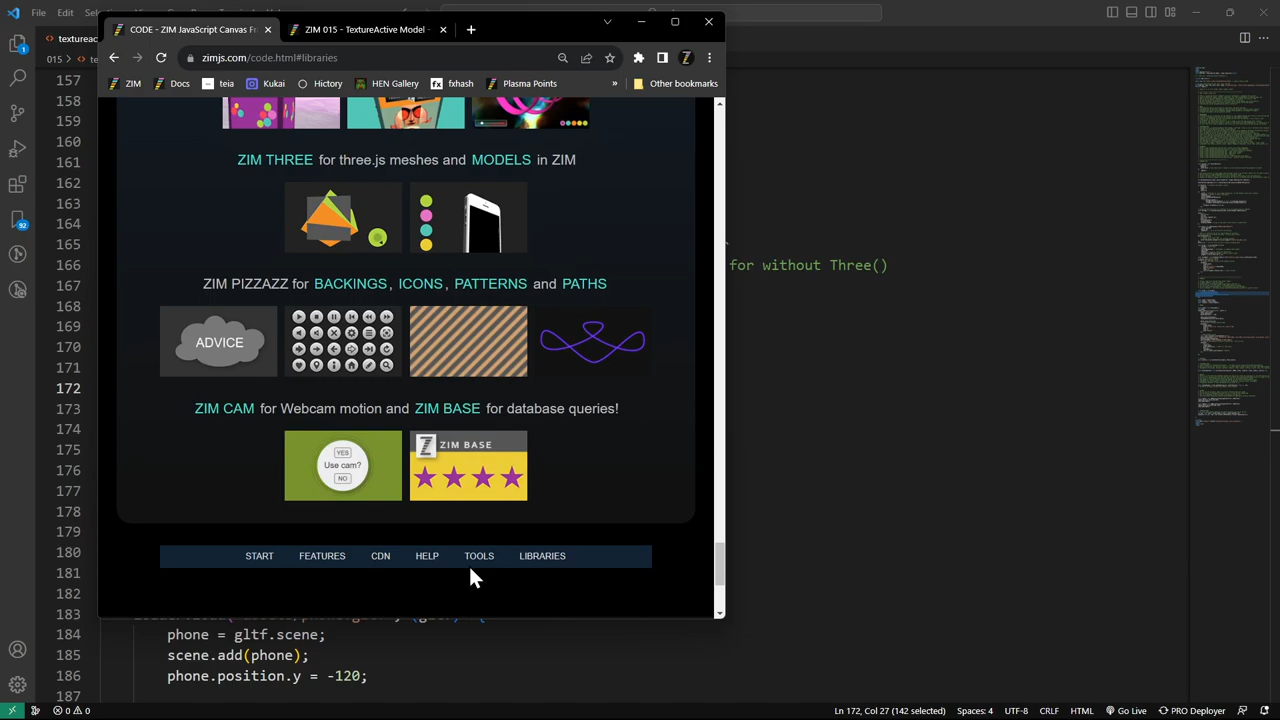 File
Ed
CODE - ZIM JavaScript Canvas Fr
ZIM 015 - TextureActive Model -
zimjs.com/code.html#libraries
ZIM
Docs
teia
Kukai
History
HEN Gallery
fxhash
Plasma Points
»
Other bookmarks
textureac
015
157
158
159
160
161
162
163
164
165
166
167
168
169
170
171
172
173
174
175
176
177
178
179
180
181
182
183
184
185
186
187
ZIM THREE for three.js meshes and MODELS in ZIM
for without Three()
ZIM PIZZAZZ for BACKINGS, ICONS, PATTERNS and PATHS
ADVICE
ZIM CAM for Webcam motion and ZIM BASE for database queries!
YES
Use cam?
NO
ZIM BASE
START FEATURES CDN HELP TOOLS LIBRARIES
phone = gltf.scene;
scene.add(phone);
phone.position.y = -120;
1
92
0 0
Ln 172, Col 27 (142 selected)
Spaces: 4
UTF-8
CRLF
HTML
Go Live
PRO Deployer